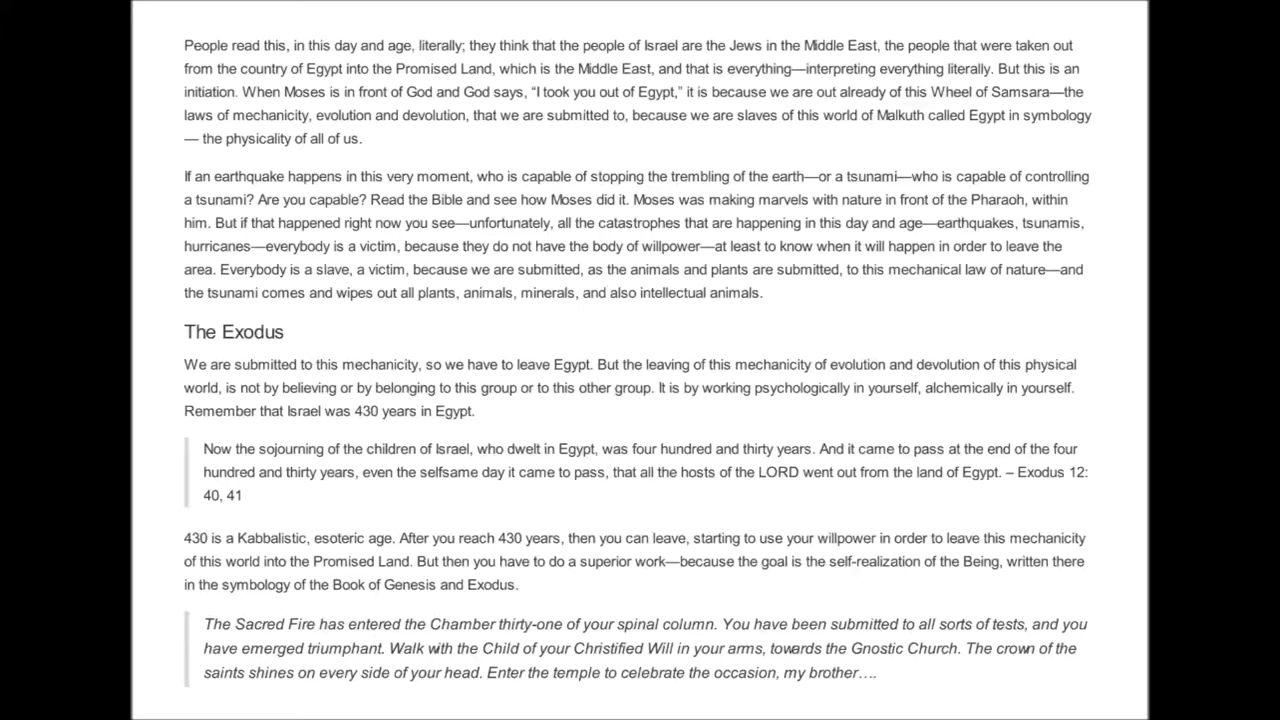 People read this, in this day and age, literally; they think that the people of Israel are the Jews in the Middle East, the people that were taken out
from the country of Egypt into the Promised Land, which is the Middle East, and that is everything—interpreting everything literally. But this is an
initiation. When Moses is in front of God and God says, “I took you out of Egypt,” it is because we are out already of this Wheel of Samsara—the
laws of mechanicity, evolution and devolution, that we are submitted to, because we are slaves of this world of Malkuth called Egypt in symbology
— the physicality of all of us.
If an earthquake happens in this very moment, who is capable of stopping the trembling of the earth—or a tsunami—who is capable of controlling
a tsunami? Are you capable? Read the Bible and see how Moses did it. Moses was making marvels with nature in front of the Pharaoh, within
him. But if that happened right now you see—unfortunately, all the catastrophes that are happening in this day and age—earthquakes, tsunamis,
hurricanes—everybody is a victim, because they do not have the body of willpower—at least to know when it will happen in order to leave the
area. Everybody is a slave, a victim, because we are submitted, as the animals and plants are submitted, to this mechanical law of nature—and
the tsunami comes and wipes out all plants, animals, minerals, and also intellectual animals.
The Exodus
We are submitted to this mechanicity, so we have to leave Egypt. But the leaving of this mechanicity of evolution and devolution of this physical
world, is not by believing or by belonging to this group or to this other group. It is by working psychologically in yourself, alchemically in yourself.
Remember that Israel was 430 years in Egypt.
Now the sojourning of the children of Israel, who dwelt in Egypt, was four hundred and thirty years. And it came to pass at the end of the four
hundred and thirty years, even the selfsame day it came to pass, that all the hosts of the LORD went out from the land of Egypt. – Exodus 12:
40, 41
430 is a Kabbalistic, esoteric age. After you reach 430 years, then you can leave, starting to use your willpower in order to leave this mechanicity
of this world into the Promised Land. But then you have to do a superior work—because the goal is the self-realization of the Being, written there
in the symbology of the Book of Genesis and Exodus.
The Sacred Fire has entered the Chamber thirty-one of your spinal column. You have been submitted to all sorts of tests, and you
have emerged triumphant. Walk with the Child of your Christified Will in your arms, towards the Gnostic Church. The crown of the
saints shines on every side of your head. Enter the temple to celebrate the occasion, my brother….